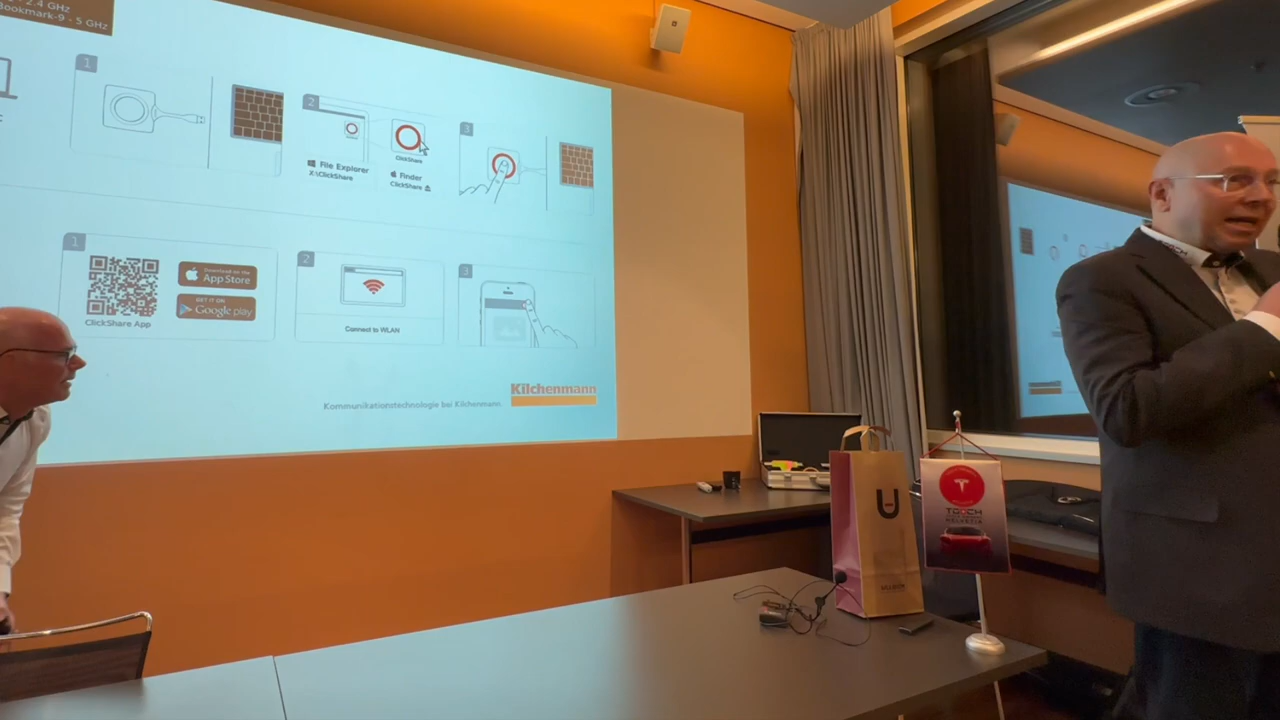 2.4 GHz
Bookmark-9 - 5 GHz
1
2
File Explorer
X:\ClickShare
ClickShare
Finder
ClickShare
3
1
ClickShare App
Download on the
App Store
GET IT ON
Google play
2
Connect to WLAN
3
Kommunikationstechnologie bei Kilchenmann
Kilchenmann
U
TOCH
HELVETIA